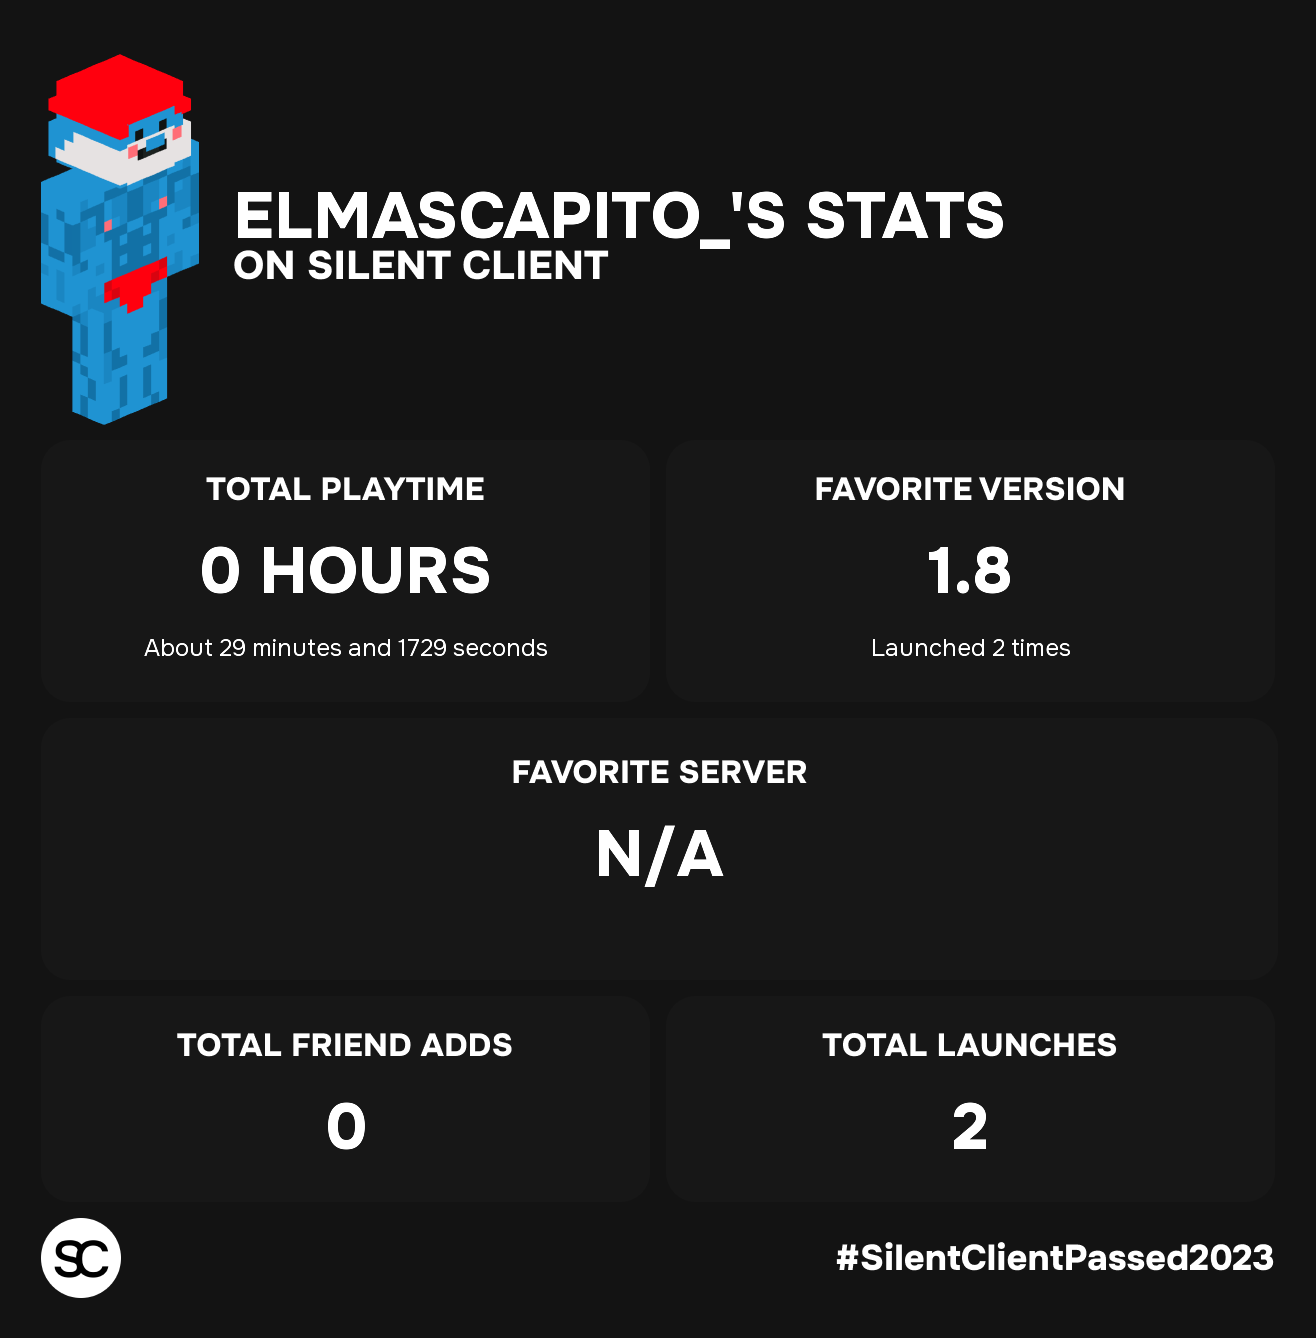 ELMASCAPITO_'S STATS
ON SILENT CLIENT
TOTAL PLAYTIME
0 HOURS
About 29 minutes and 1729 seconds
FAVORITE VERSION
1.8
Launched 2 times
FAVORITE SERVER
N/A
TOTAL FRIEND ADDS
0
TOTAL LAUNCHES
2
SC
#SilentClientPassed2023